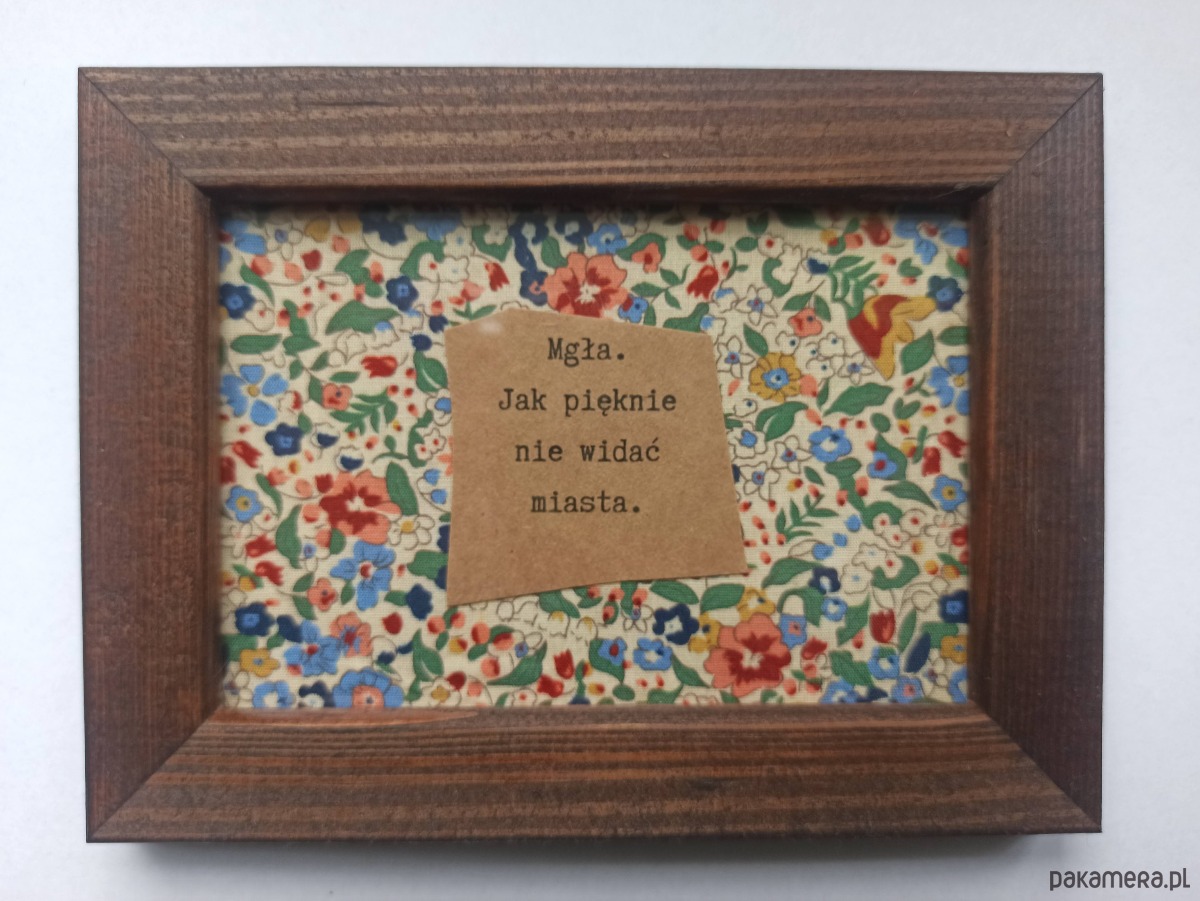 Mgła.
Jak pięknie
nie widać
miasta.
pakamera.pl